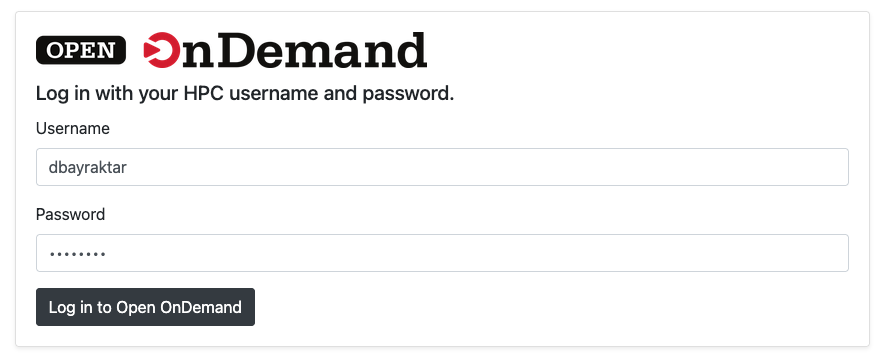 OPEN OnDemand
Log in with your HPC username and password.
Username
dbayraktar
Password
••••••••
Log in to Open OnDemand